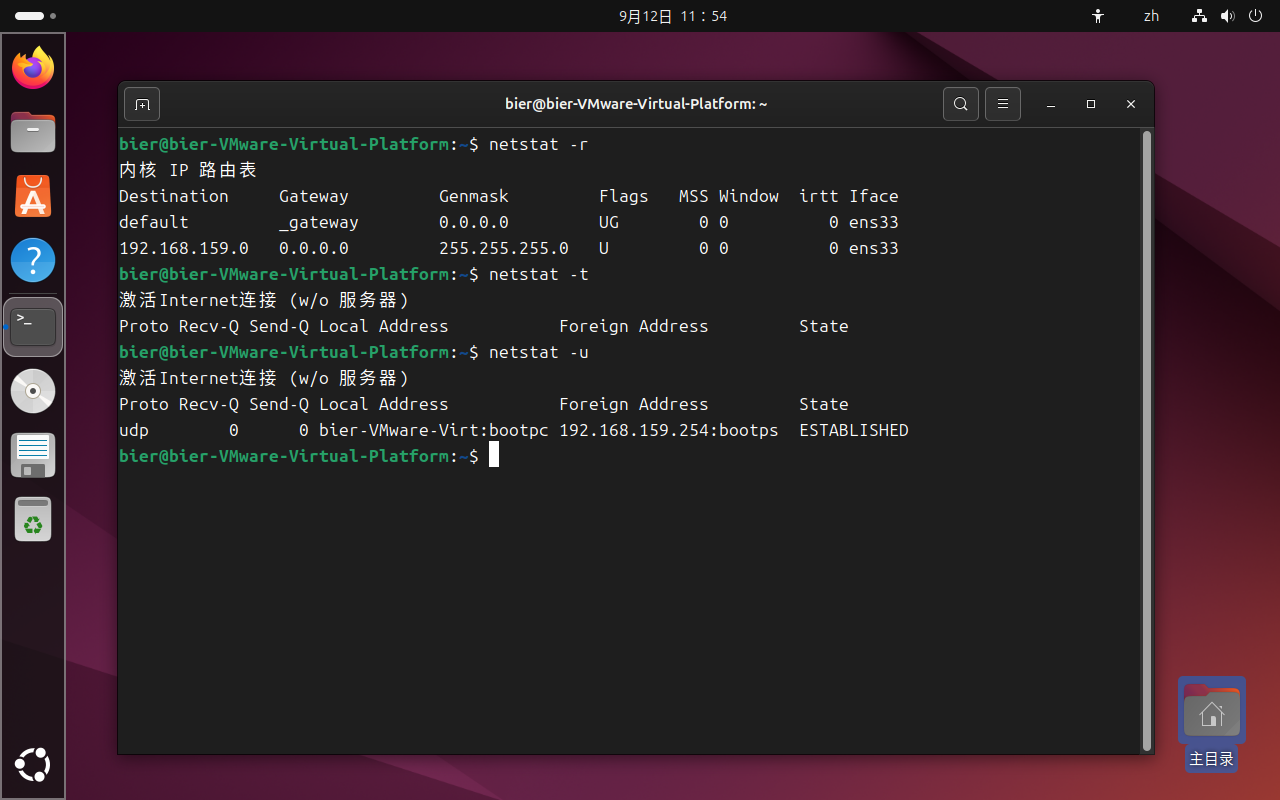 9月12日 11：54
zh
bier@bier-VMware-Virtual-Platform: ~
bier@bier-VMware-Virtual-Platform:~$ netstat -r
内核 IP 路由表
Destination     Gateway         Genmask         Flags   MSS Window  irtt Iface
default         _gateway        0.0.0.0         UG        0 0          0 ens33
192.168.159.0   0.0.0.0         255.255.255.0   U         0 0          0 ens33
bier@bier-VMware-Virtual-Platform:~$ netstat -t
激活Internet连接 (w/o 服务器)
Proto Recv-Q Send-Q Local Address           Foreign Address         State
bier@bier-VMware-Virtual-Platform:~$ netstat -u
激活Internet连接 (w/o 服务器)
Proto Recv-Q Send-Q Local Address           Foreign Address         State
udp        0      0 bier-VMware-Virt:bootpc 192.168.159.254:bootps  ESTABLISHED
bier@bier-VMware-Virtual-Platform:~$
主目录